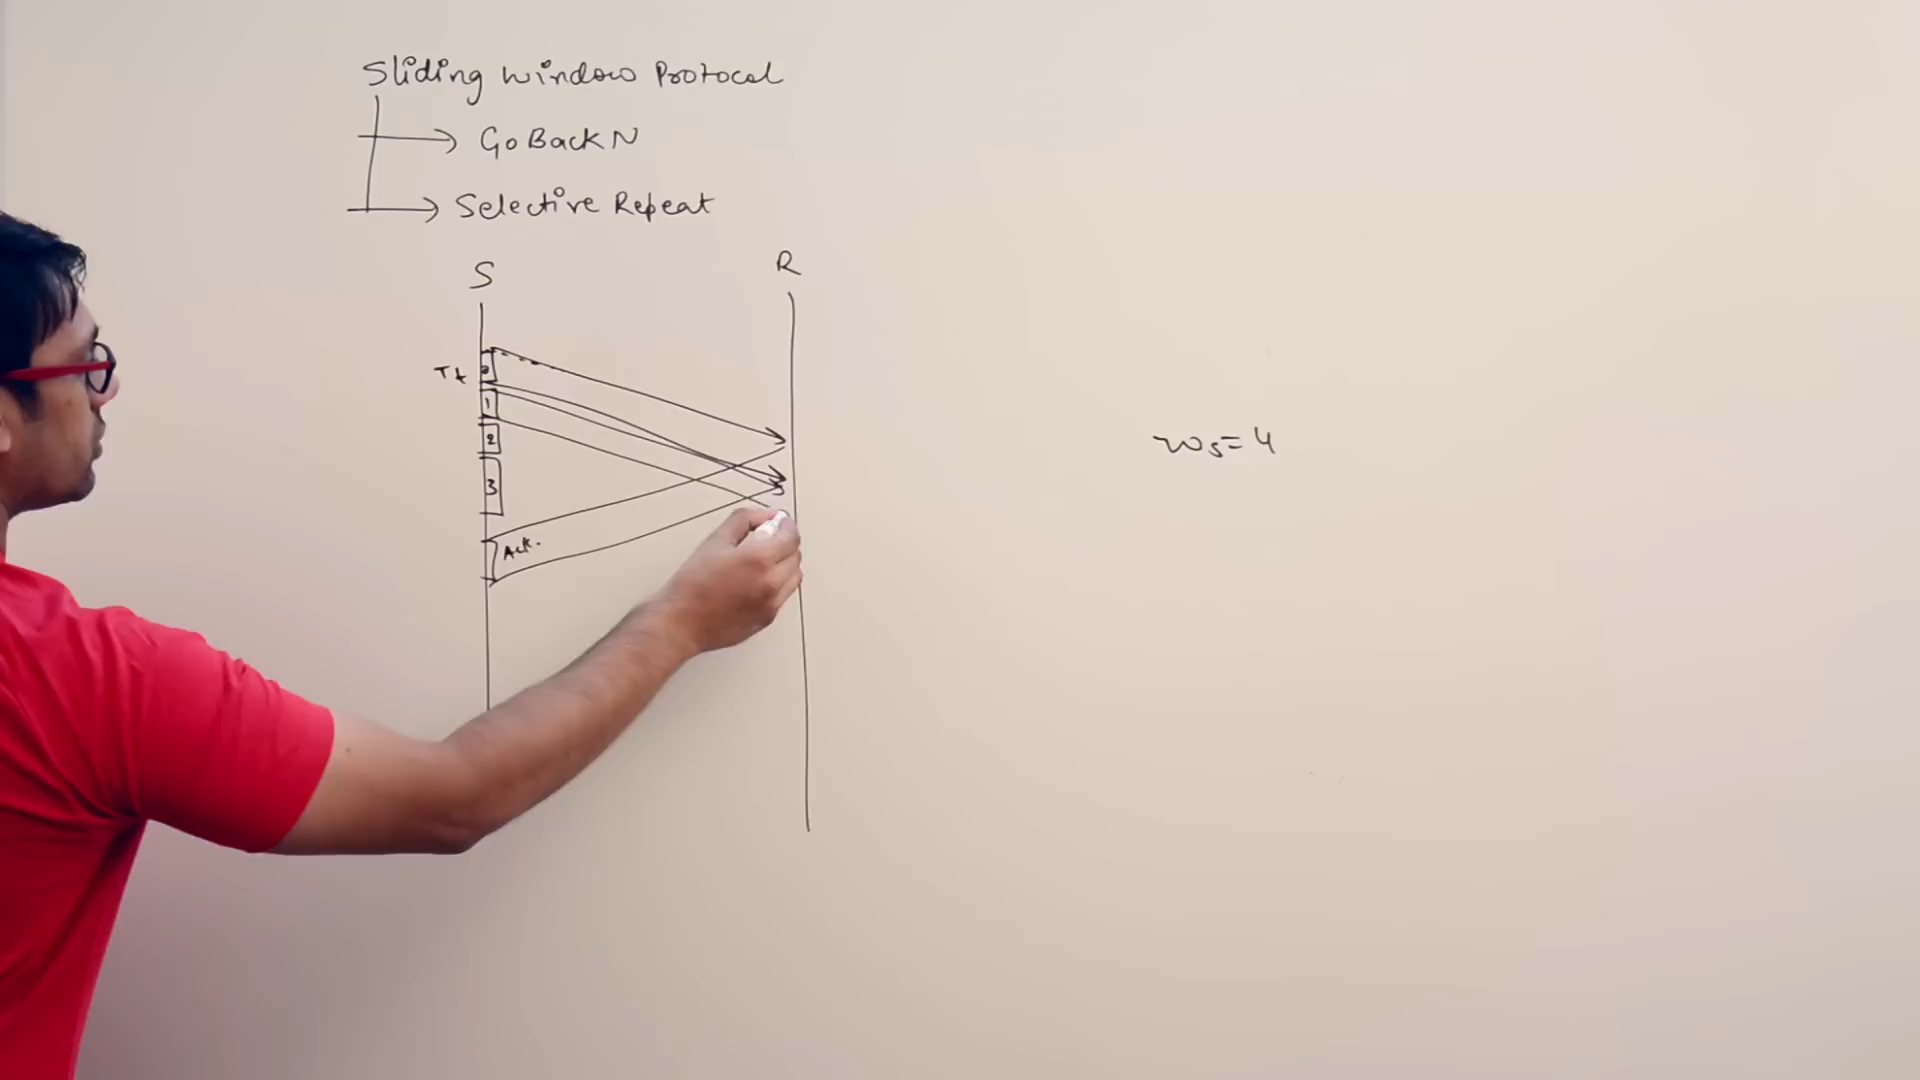 Sliding Window Protocol
Go Back N
Selective Repeat
S
R
Tt
0
1
2
3
Ack.
ws = 4